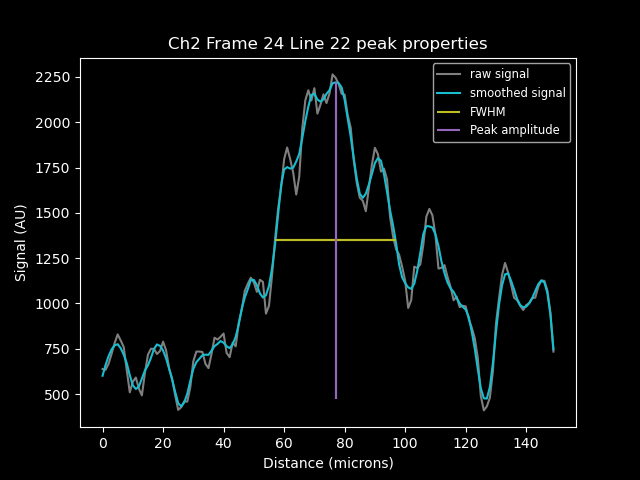 Ch2 Frame 24 Line 22 peak properties
raw signal
smoothed signal
FWHM
Peak amplitude
Signal (AU)
2250
2000
1750
1500
1250
1000
750
500
0 20 40 60 80 100 120 140
Distance (microns)